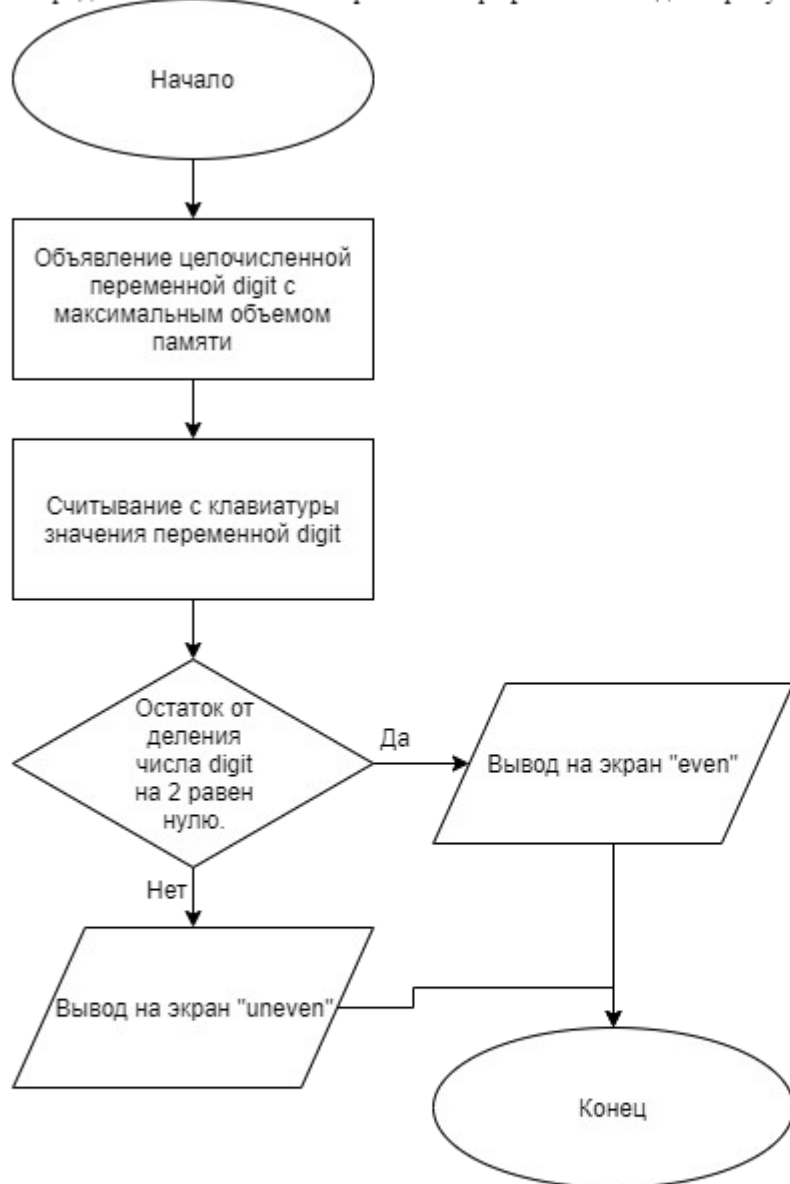 Начало
Объявление целочисленной
переменной digit с
максимальным объемом
памяти
Считывание с клавиатуры
значения переменной digit
Остаток от
деления
числа digit
на 2 равен
нулю.
Да
Вывод на экран "even"
Нет
Вывод на экран "uneven"
Конец